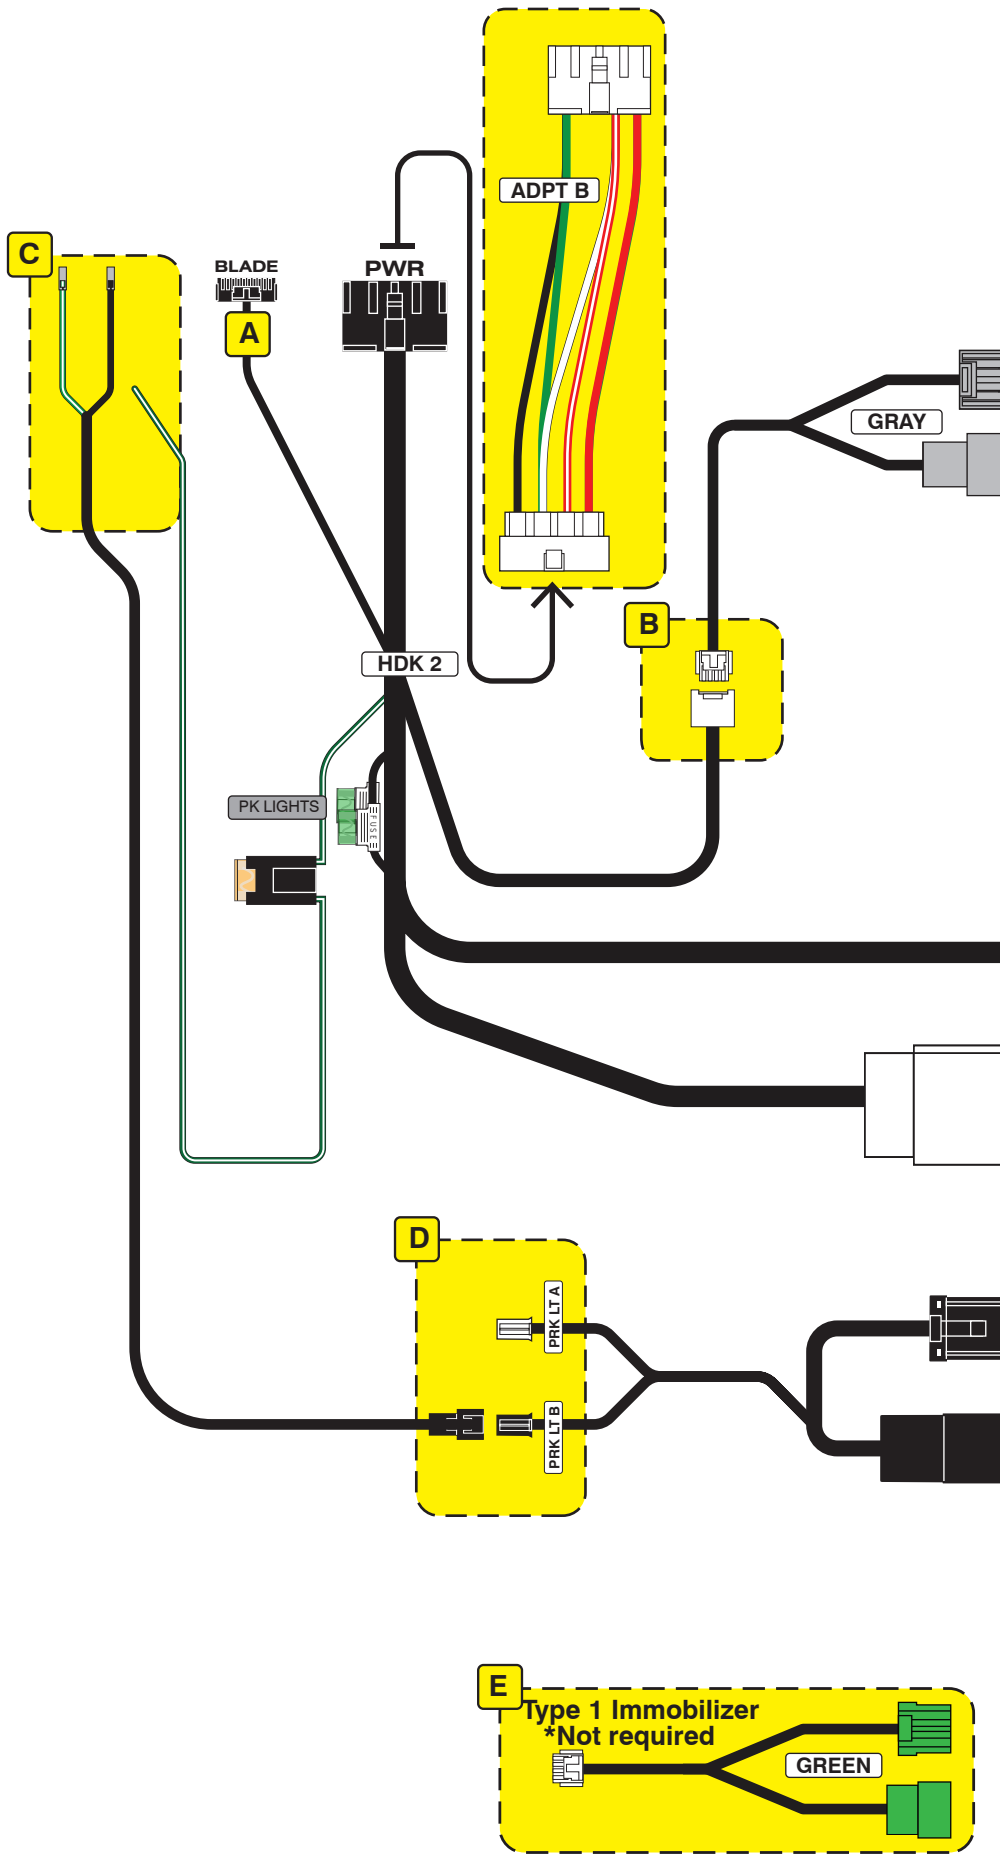 ADPT B
C
BLADE
PWR
A
GRAY
B
HDK 2
PK LIGHTS
FUSE
D
PRK LT A
PRK LT B
E
Type 1 Immobilizer
*Not required
GREEN